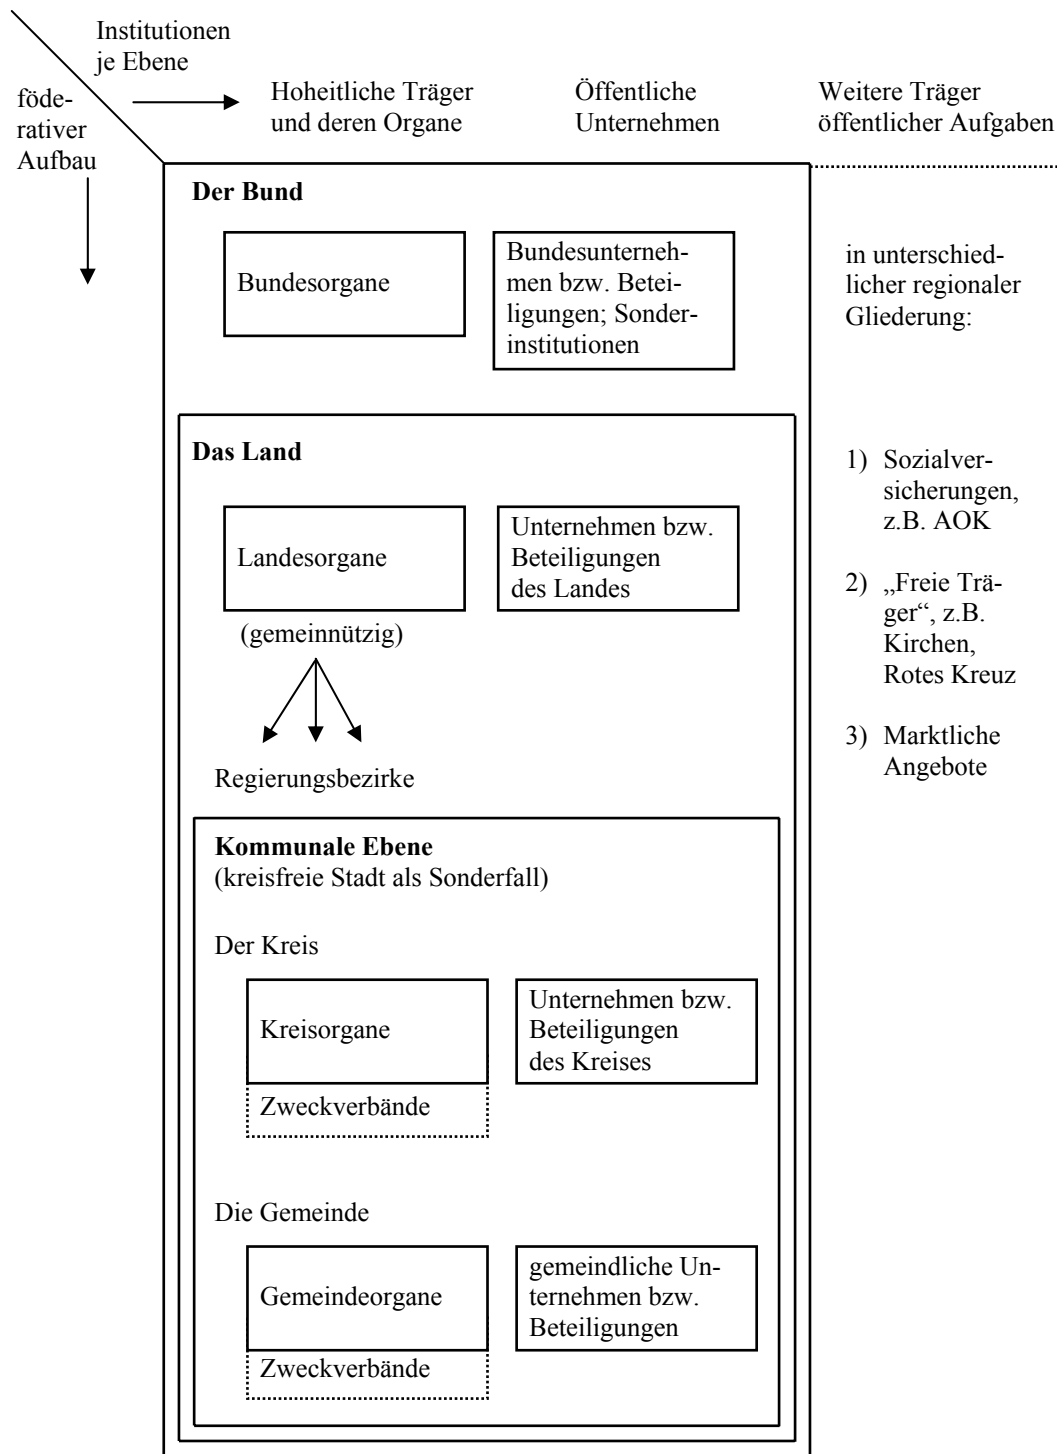 Institutionen
je Ebene
föde-
rativer
Aufbau
Hoheitliche Träger
und deren Organe
Öffentliche
Unternehmen
Weitere Träger
öffentlicher Aufgaben
Der Bund
Bundesorgane
Bundesunterneh-
men bzw. Betei-
ligungen; Sonder-
institutionen
in unterschied-
licher regionaler
Gliederung:
Das Land
Landesorgane
(gemeinnützig)
Unternehmen bzw.
Beteiligungen
des Landes
Regierungsbezirke
1) Sozialver-
sicherungen,
z.B. AOK
2) „Freie Trä-
ger“, z.B.
Kirchen,
Rotes Kreuz
3) Marktliche
Angebote
Kommunale Ebene
(kreisfreie Stadt als Sonderfall)
Der Kreis
Kreisorgane
Zweckverbände
Unternehmen bzw.
Beteiligungen
des Kreises
Die Gemeinde
Gemeindeorgane
Zweckverbände
gemeindliche Un-
ternehmen bzw.
Beteiligungen